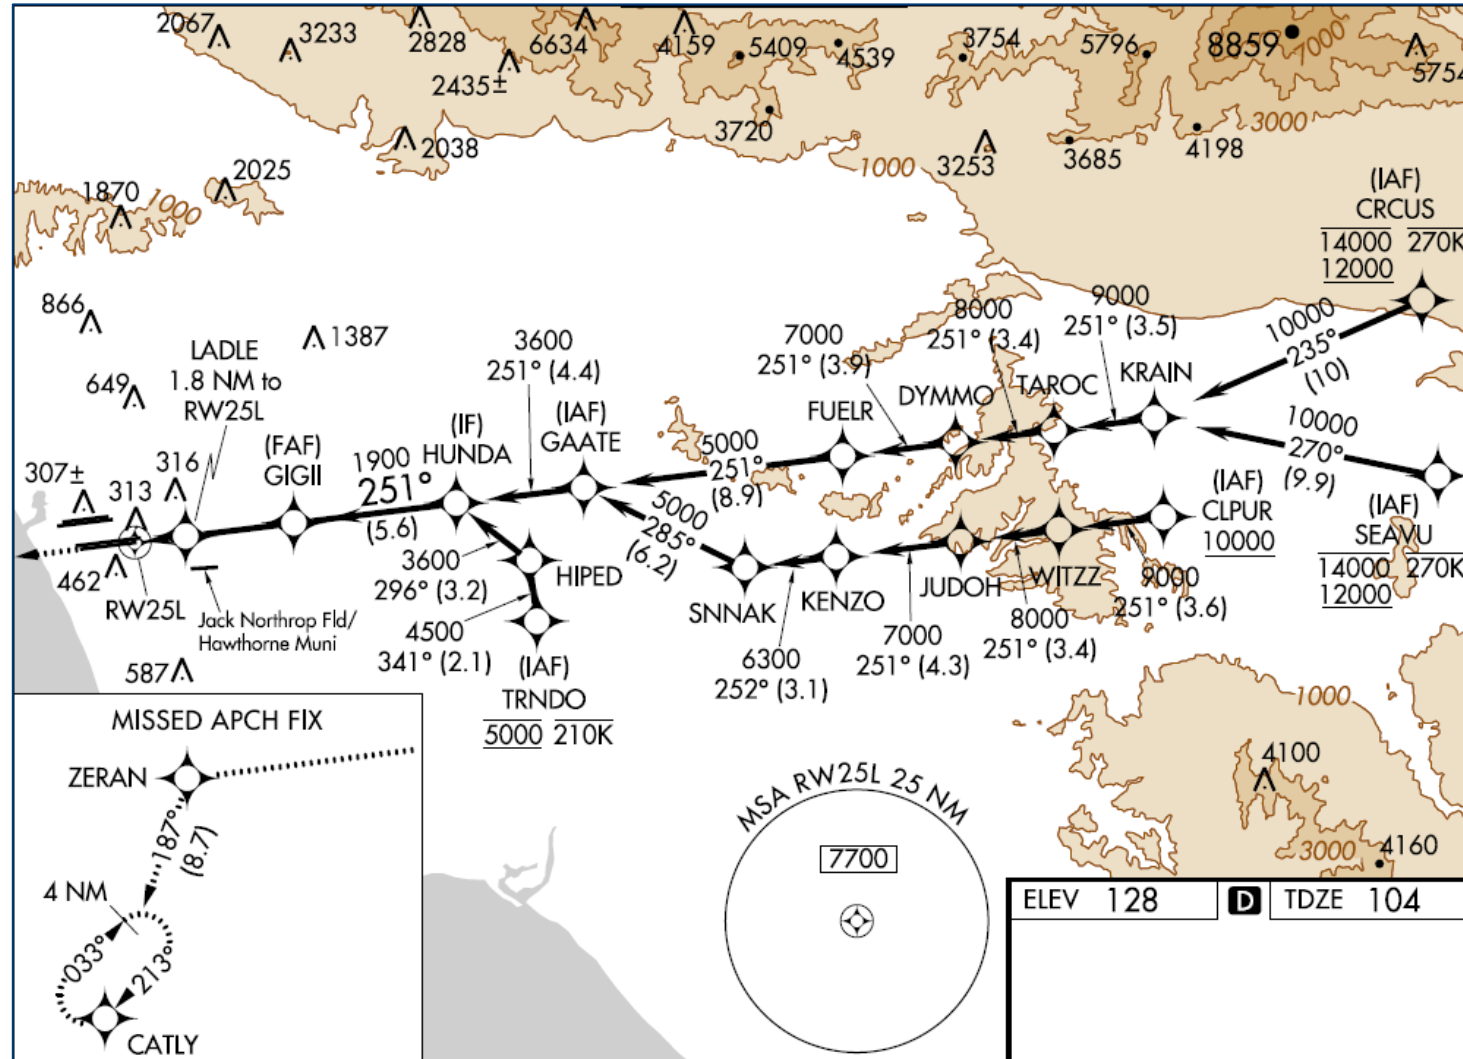 2067
3233
2828
6634
2435±
4159
5409
4539
3754
5796
8859
7000
5754
3720
2038
3253
3685
4198
3000
1000
2025
1870
1000
(IAF)
CRCUS
14000 270K
12000
866
1387
649
LADLE
1.8 NM to
RW25L
3600
251° (4.4)
7000
251° (3.9)
8000
251° (3.4)
9000
251° (3.5)
10000
235°
(10)
(IAF)
GAATE
FUELR
DYMMO
TAROC
KRAIN
(IF)
HUNDA
(FAF)
GIGII
1900
251°
(5.6)
5000
251°
(8.9)
10000
270°
(9.9)
307±
316
313
462
RW25L
Jack Northrop Fld/
Hawthorne Muni
587
3600
296° (3.2)
HIPED
4500
341° (2.1)
(IAF)
TRNDO
5000 210K
5000
285°
(6.2)
SNNAK
KENZO
JUDOH
WITZZ
(IAF)
CLPUR
10000
(IAF)
SEAVU
14000 270K
12000
6300
252° (3.1)
7000
251° (4.3)
8000
251° (3.4)
9000
251° (3.6)
1000
4100
3000
4160
MISSED APCH FIX
ZERAN
187°
(8.7)
4 NM
033°
213°
CATLY
MSA RW25L 25 NM
7700
ELEV 128 D TDZE 104